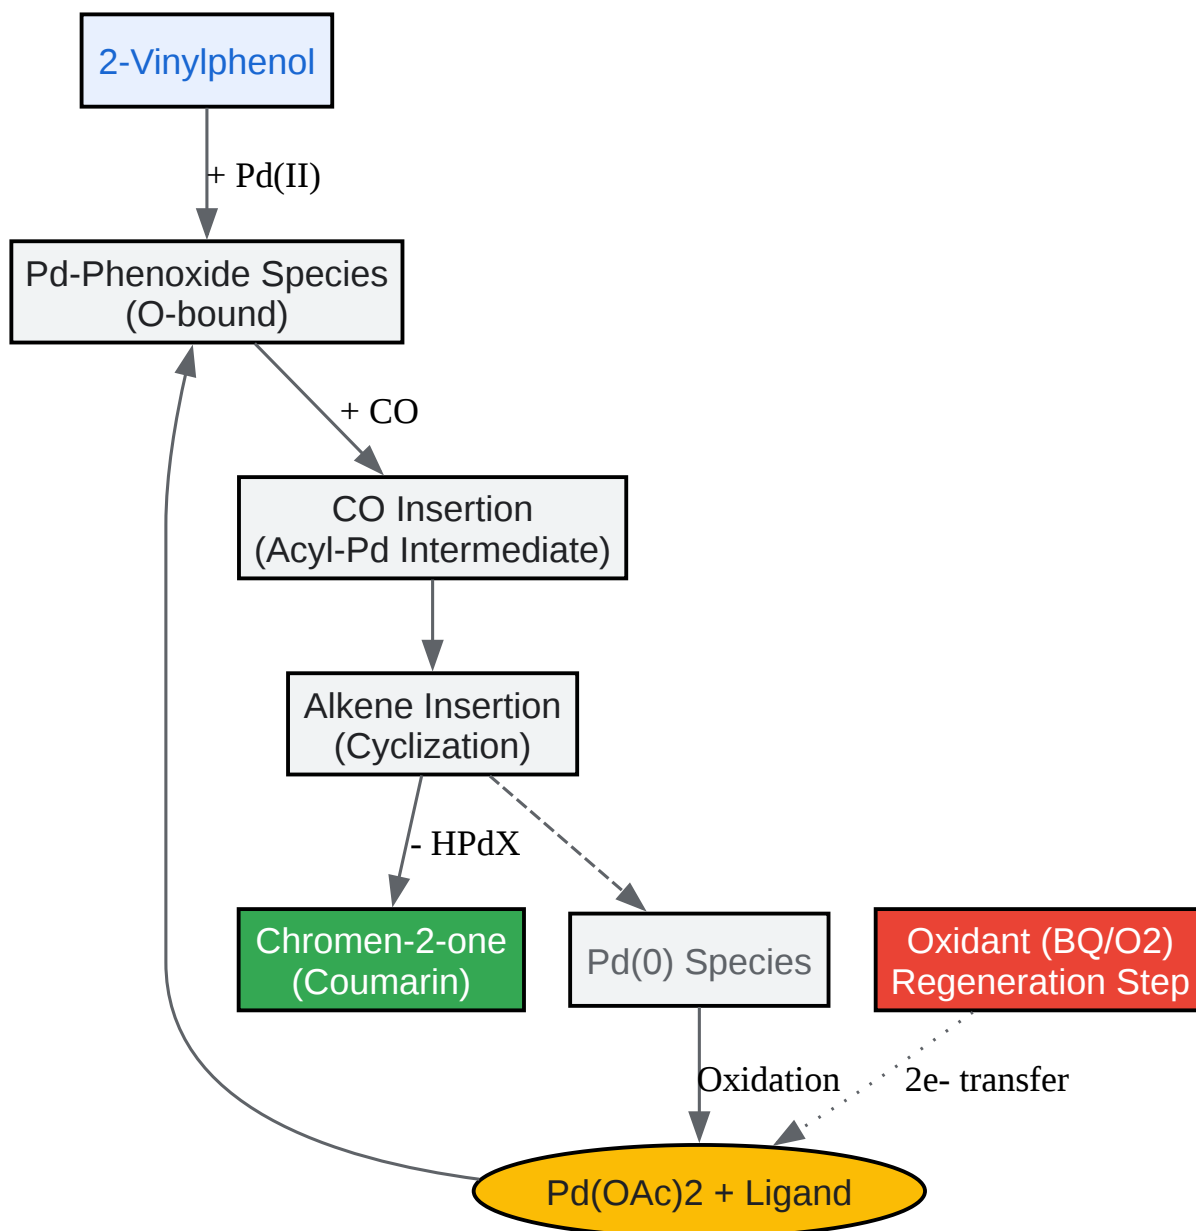 2-Vinylphenol
+ Pd(II)
Pd-Phenoxide Species
(O-bound)
+ CO
CO Insertion
(Acyl-Pd Intermediate)
Alkene Insertion
(Cyclization)
- HPdX
Chromen-2-one
(Coumarin)
Pd(0) Species
Oxidant (BQ/O2)
Regeneration Step
Oxidation
2e- transfer
Pd(OAc)2 + Ligand